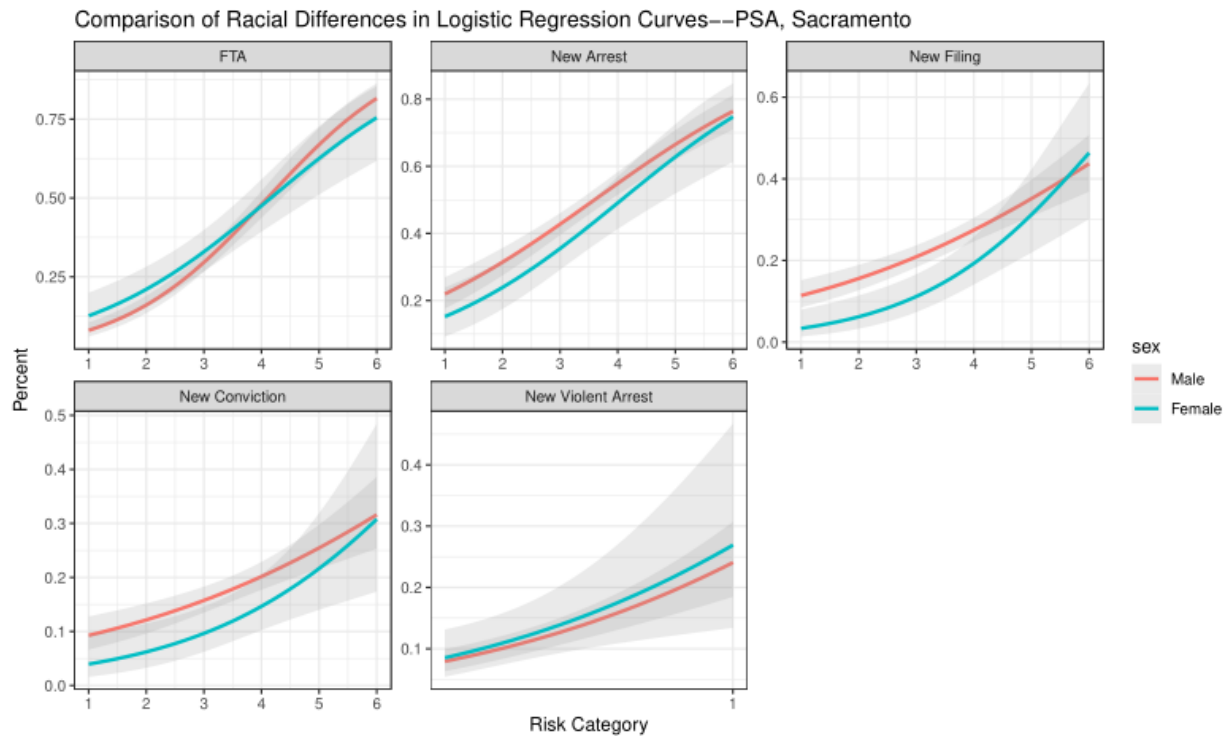 Comparison of Racial Differences in Logistic Regression Curves−−PSA, Sacramento
FTA
0.75
0.50
0.25
1 2 3 4 5 6
New Arrest
0.8
0.6
0.4
0.2
1 2 3 4 5 6
New Filing
0.6
0.4
0.2
0.0
1 2 3 4 5 6
New Conviction
0.5
0.4
0.3
0.2
0.1
0.0
1 2 3 4 5 6
New Violent Arrest
0.4
0.3
0.2
0.1
1
Percent
Risk Category
sex
Male
Female